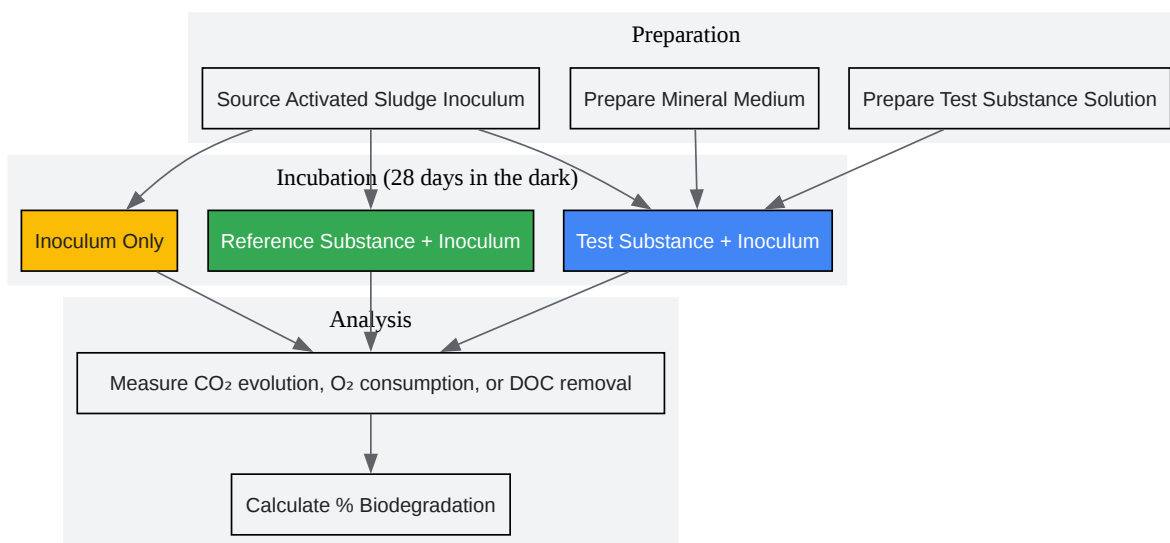 Preparation
Source Activated Sludge Inoculum
Prepare Mineral Medium
Prepare Test Substance Solution
Incubation (28 days in the dark)
Inoculum Only
Reference Substance + Inoculum
Test Substance + Inoculum
Analysis
Measure CO₂ evolution, O₂ consumption, or DOC removal
Calculate % Biodegradation